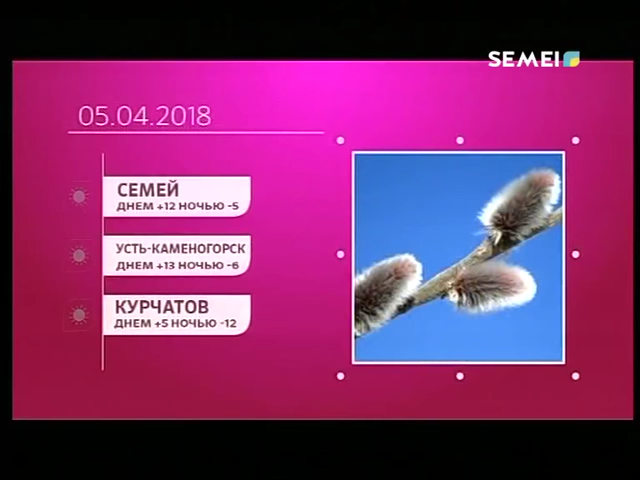 SEMEI
05.04.2018
СЕМЕЙ
ДНЕМ +12 НОЧЬЮ -5
УСТЬ-КАМЕНОГОРСК
ДНЕМ +13 НОЧЬЮ -6
КУРЧАТОВ
ДНЕМ +5 НОЧЬЮ -12